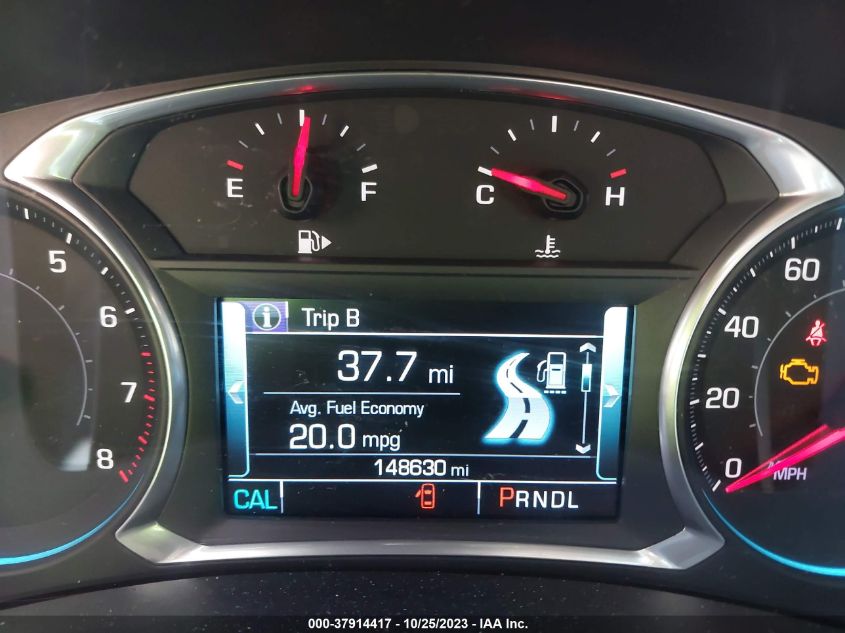 E F
C H
5
6
7
8
Trip B
37.7 mi
Avg. Fuel Economy
20.0 mpg
148630 mi
CAL
PRNDL
60
40
20
0
MPH
000-37914417 - 10/25/2023 - IAA Inc.